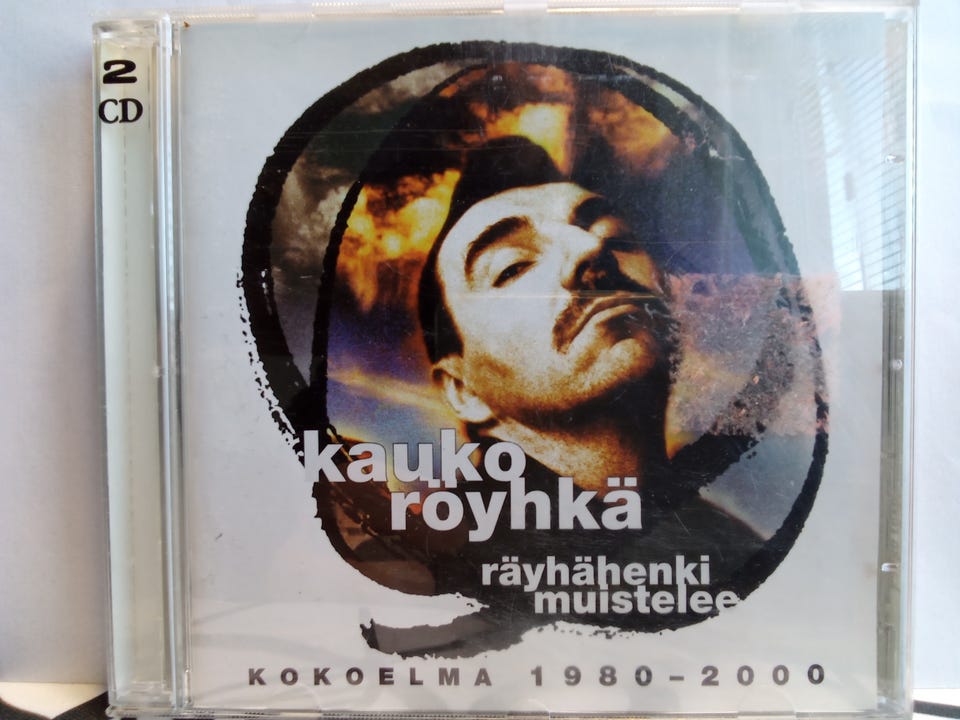 2
CD
kauko
röyhkä
räyhähenki
muistelee
KOKOELMA 1980-2000